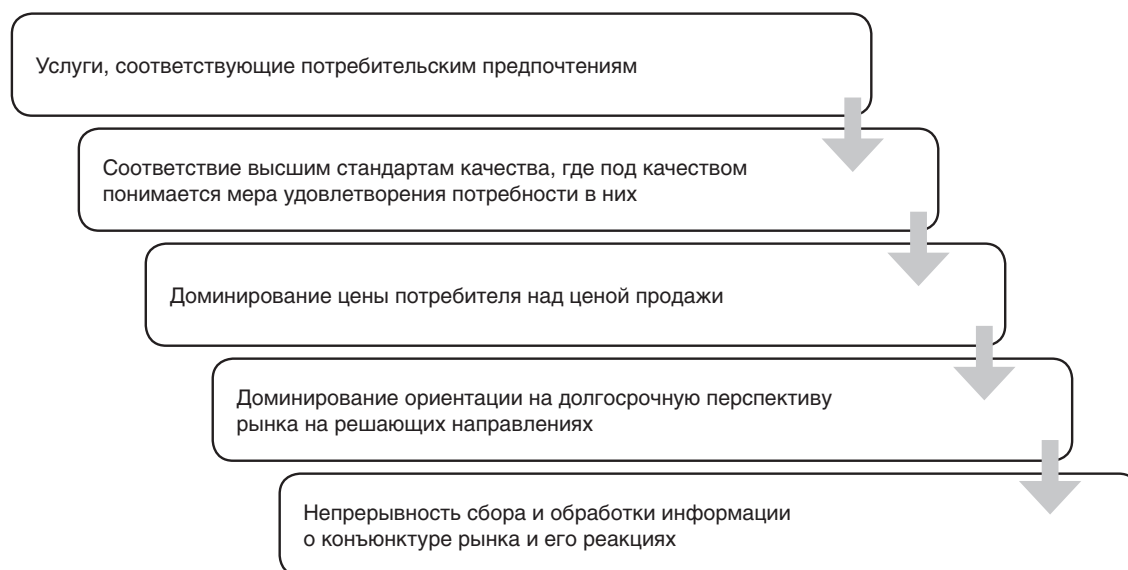 Услуги, соответствующие потребительским предпочтениям
Соответствие высшим стандартам качества, где под качеством
понимается мера удовлетворения потребности в них
Доминирование цены потребителя над ценой продажи
Доминирование ориентации на долгосрочную перспективу
рынка на решающих направлениях
Непрерывность сбора и обработки информации
о конъюнктуре рынка и его реакциях